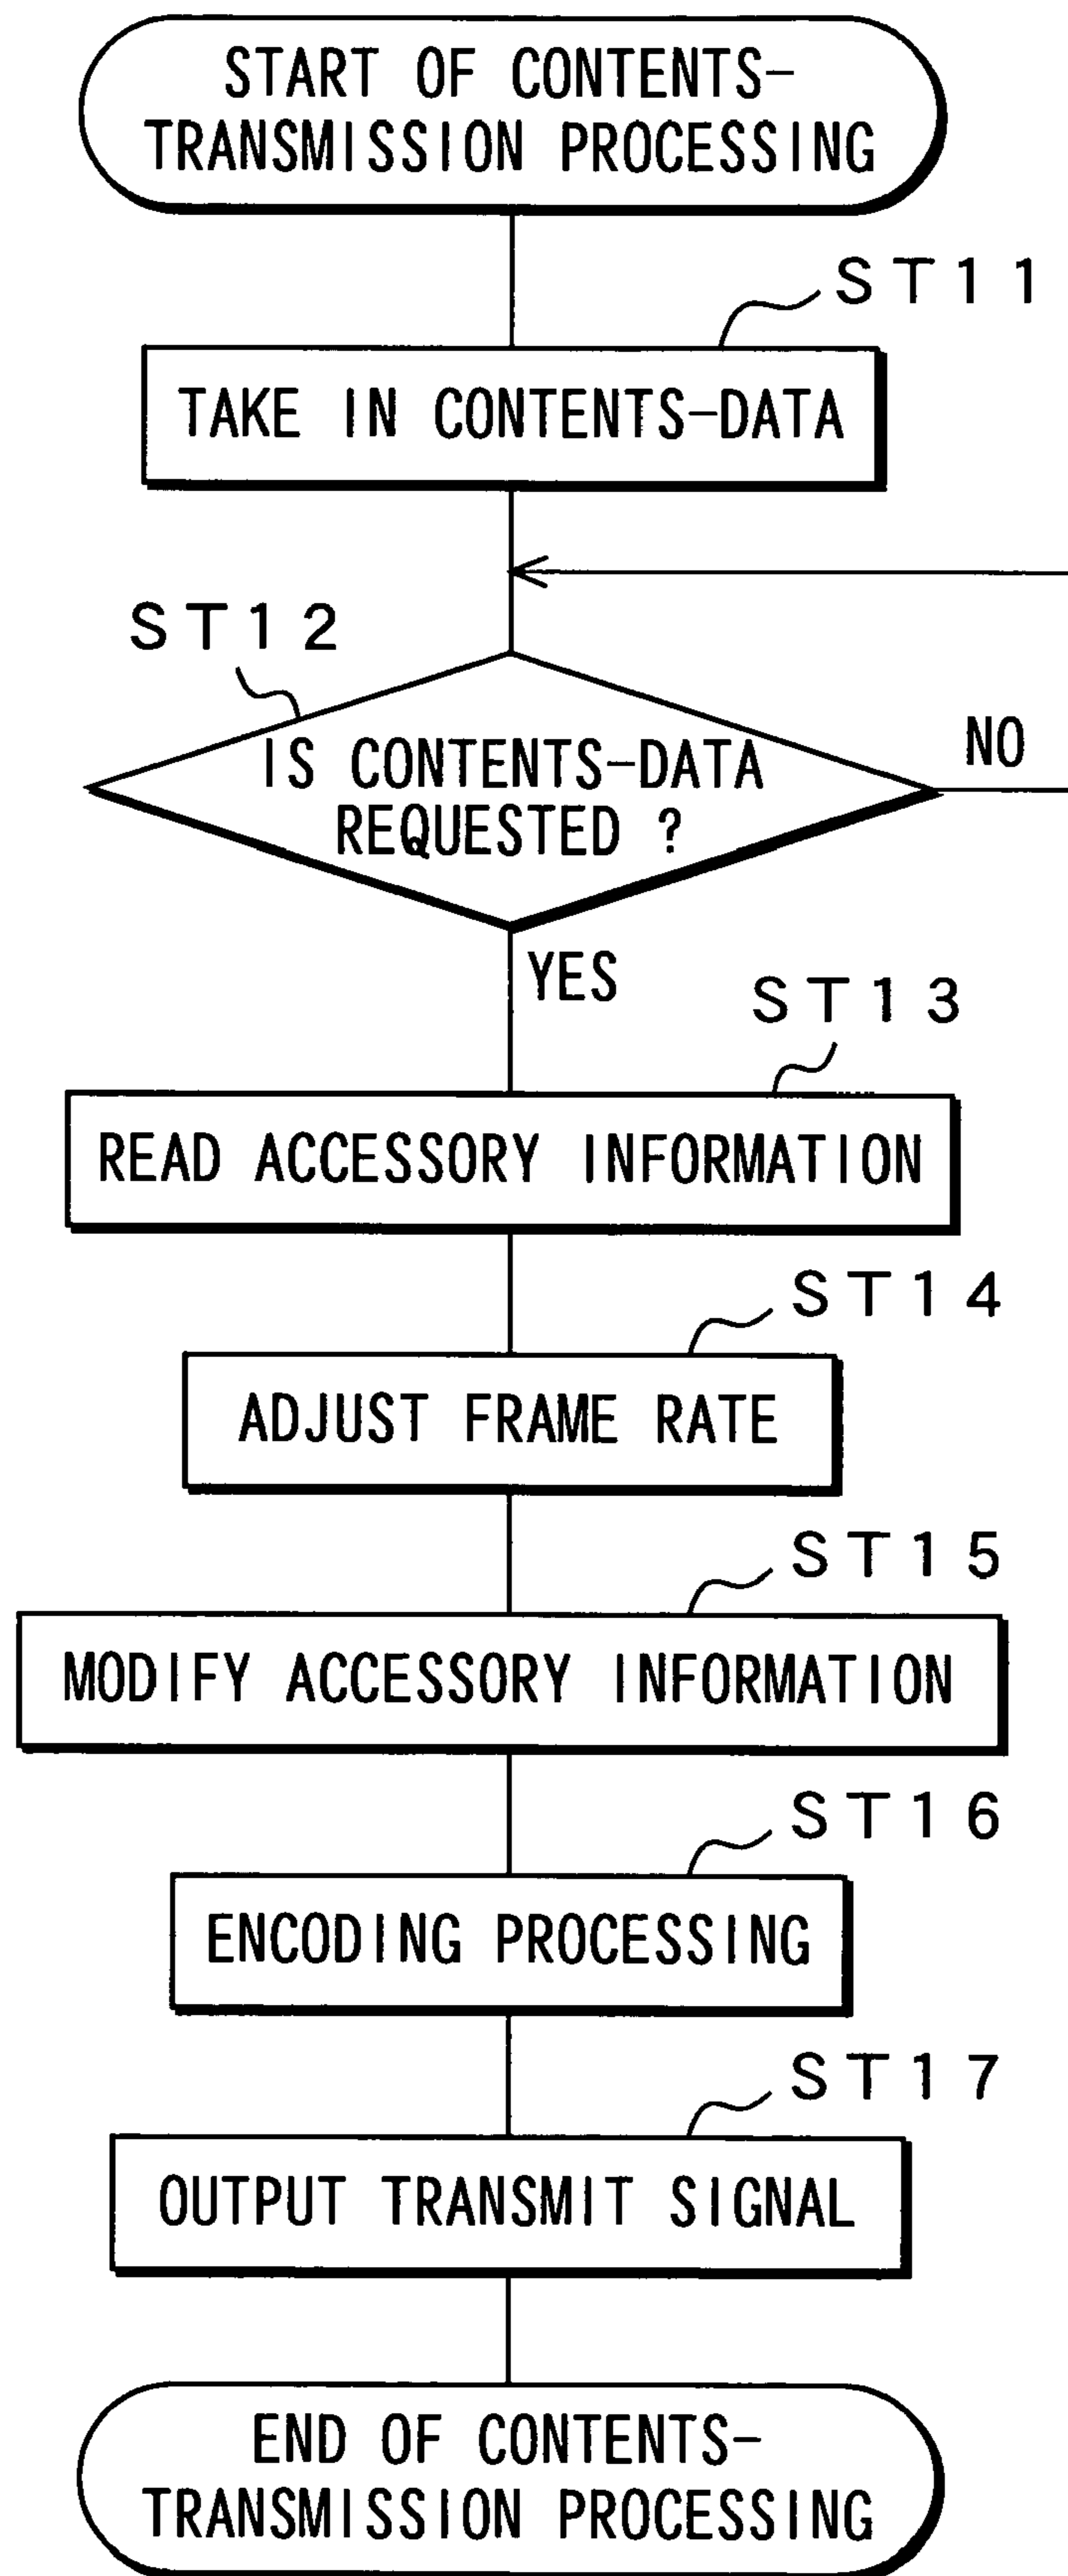 START OF CONTENTS-
TRANSMISSION PROCESSING
ST11
TAKE IN CONTENTS-DATA
ST12
IS CONTENTS-DATA
REQUESTED ?
NO
YES
ST13
READ ACCESSORY INFORMATION
ST14
ADJUST FRAME RATE
ST15
MODIFY ACCESSORY INFORMATION
ST16
ENCODING PROCESSING
ST17
OUTPUT TRANSMIT SIGNAL
END OF CONTENTS-
TRANSMISSION PROCESSING